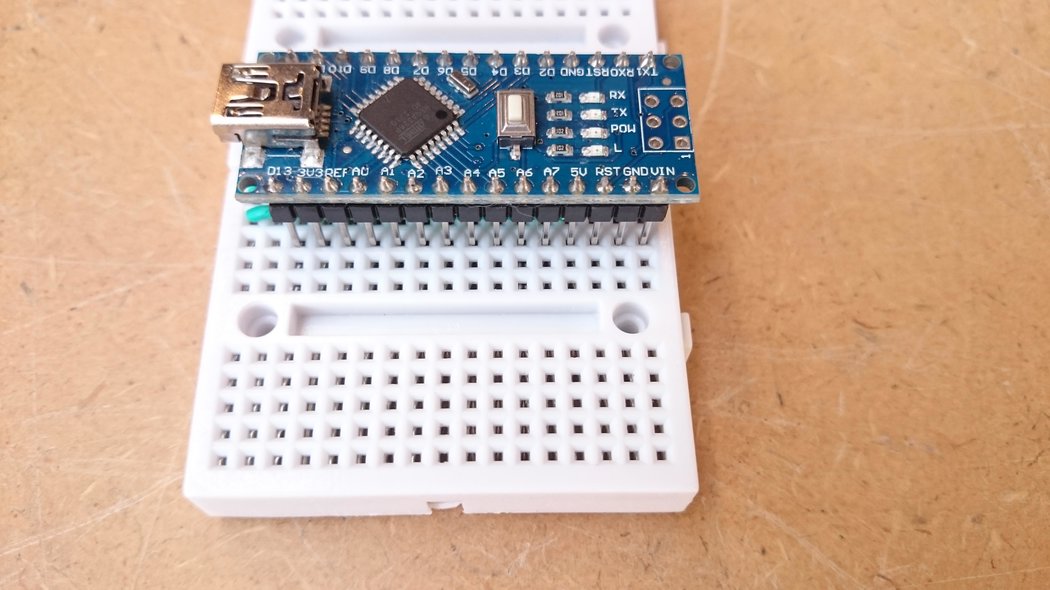 D10 D9 D8 D7 D6 D5 D4 D3 D2 GND RST RX0 TX1
RX
TX
POW
L
1
D13 3V3 REF A0 A1 A2 A3 A4 A5 A6 A7 5V RST GND VIN